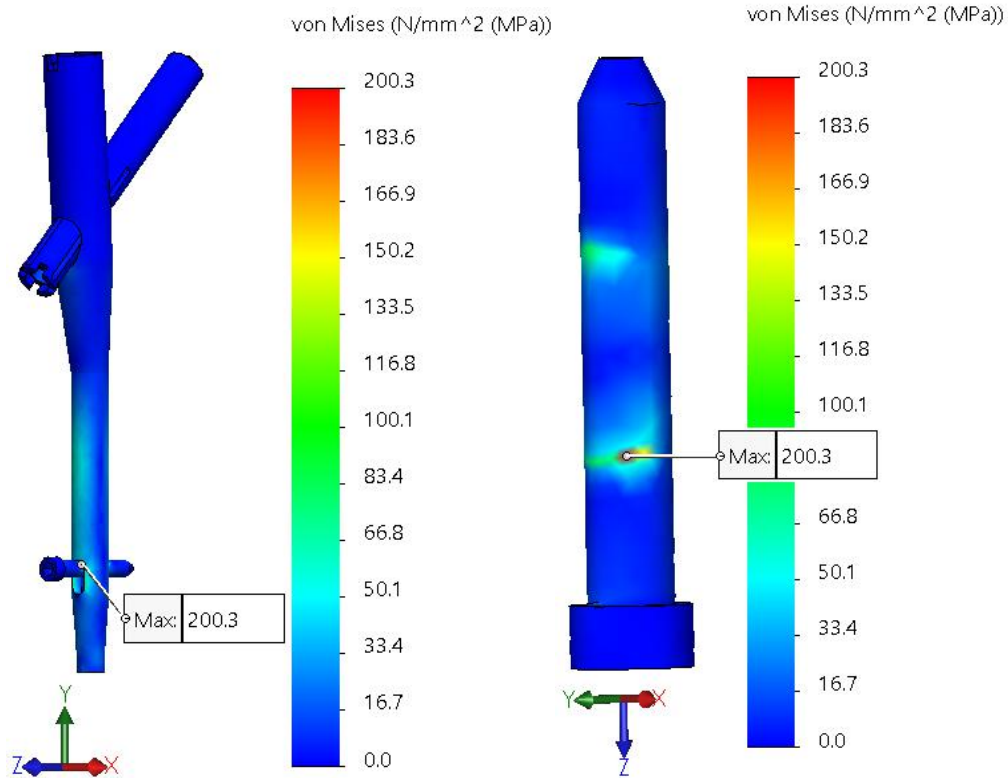 von Mises (N/mm^2 (MPa))
200.3
183.6
166.9
150.2
133.5
116.8
100.1
83.4
66.8
50.1
33.4
16.7
0.0
Max: 200.3
Y
Z
X
von Mises (N/mm^2 (MPa))
200.3
183.6
166.9
150.2
133.5
116.8
100.1
Max: 200.3
66.8
50.1
33.4
16.7
0.0
Y
X
Z